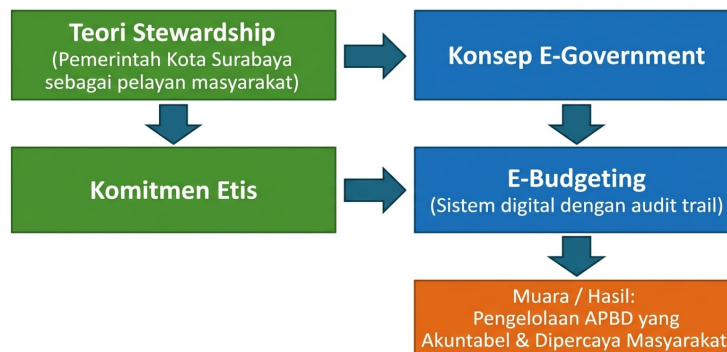 Teori Stewardship
(Pemerintah Kota Surabaya
sebagai pelayan masyarakat)
Konsep E-Government
Komitmen Etis
E-Budgeting
(Sistem digital dengan audit trail)
Muara / Hasil:
Pengelolaan APBD yang
Akuntabel & Dipercaya Masyarakat